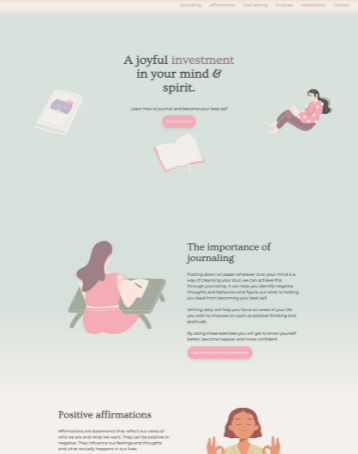 Journaling Affirmations Goal setting Purpose Meditations Contact
A joyful investment
in your mind &
spirit.
Learn how to journal and become your best self
The importance of
journaling
Putting down on paper whatever is on your mind is a
way of cleansing your soul, we can achieve this
through journaling. It can help you identify negative
thoughts and behaviors and figure out what is holding
you back from becoming your best self.
Writing daily will help you focus on areas of your life
you wish to improve on, such as positive thinking and
gratitude.
By doing these exercises you will get to know yourself
better, become happier and more confident.
Positive affirmations
Affirmations are statements that reflect our views of
who we are and what we want. They can be positive or
negative. They influence our feelings and thoughts
and what actually happens in our lives.